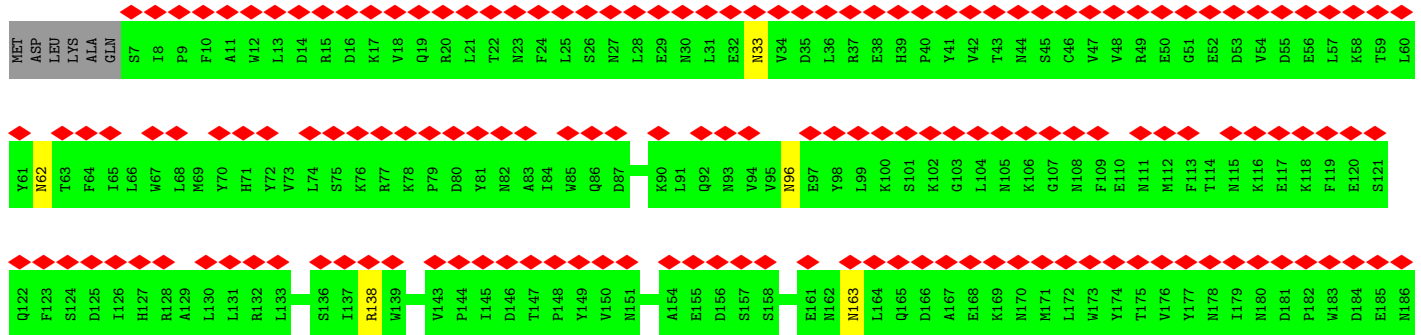 MET ASP LEU LYS ALA GLN S7 I8 P9 F10 A11 W12 L13 D14 R15 D16 K17 V18 Q19 R20 L21 T22 N23 F24 L25 S26 N27 L28 E29 N30 L31 E32 N33 V34 D35 L36 R37 E38 H39 P40 Y41 V42 T43 N44 S45 C46 V47 V48 R49 E50 G51 E52 D53 V54 D55 E56 L57 K58 T59 L60
Y61 N62 T63 F64 I65 L66 W67 L68 M69 Y70 H71 Y72 V73 L74 S75 K76 R77 K78 P79 D80 Y81 N82 A83 I84 W85 Q86 D87 K90 L91 Q92 N93 V94 V95 N96 E97 Y98 L99 K100 S101 K102 G103 L104 N105 K106 G107 N108 F109 E110 N111 M112 F113 T114 N115 K116 E117 K118 F119 E120 S121
Q122 F123 S124 D125 I126 H127 R128 A129 L130 L131 R132 L133 S136 I137 R138 W139 V143 P144 I145 D146 T147 P148 Y149 V150 N151 A154 E155 D156 S157 S158 E161 N162 N163 L164 Q165 D166 A167 E168 K169 N170 M171 L172 W173 Y174 T175 V176 Y177 N178 I179 N180 D181 P182 W183 D184 E185 N186